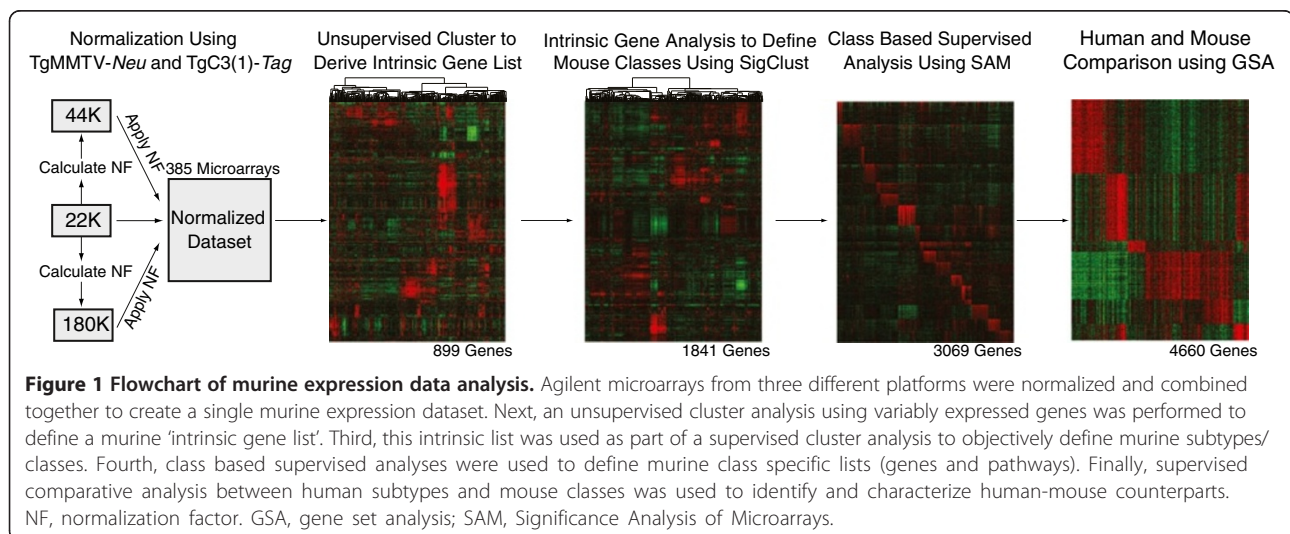 Normalization Using
TgMMTV-Neu and TgC3(1)-Tag
Unsupervised Cluster to
Derive Intrinsic Gene List
Intrinsic Gene Analysis to Define
Mouse Classes Using SigClust
Class Based Supervised
Analysis Using SAM
Human and Mouse
Comparison using GSA
44K
Apply NF
Calculate NF
385 Microarrays
22K
Normalized
Dataset
Calculate NF
Apply NF
180K
899 Genes
1841 Genes
3069 Genes
4660 Genes
Figure 1 Flowchart of murine expression data analysis. Agilent microarrays from three different platforms were normalized and combined
together to create a single murine expression dataset. Next, an unsupervised cluster analysis using variably expressed genes was performed to
define a murine ‘intrinsic gene list’. Third, this intrinsic list was used as part of a supervised cluster analysis to objectively define murine subtypes/
classes. Fourth, class based supervised analyses were used to define murine class specific lists (genes and pathways). Finally, supervised
comparative analysis between human subtypes and mouse classes was used to identify and characterize human-mouse counterparts.
NF, normalization factor. GSA, gene set analysis; SAM, Significance Analysis of Microarrays.